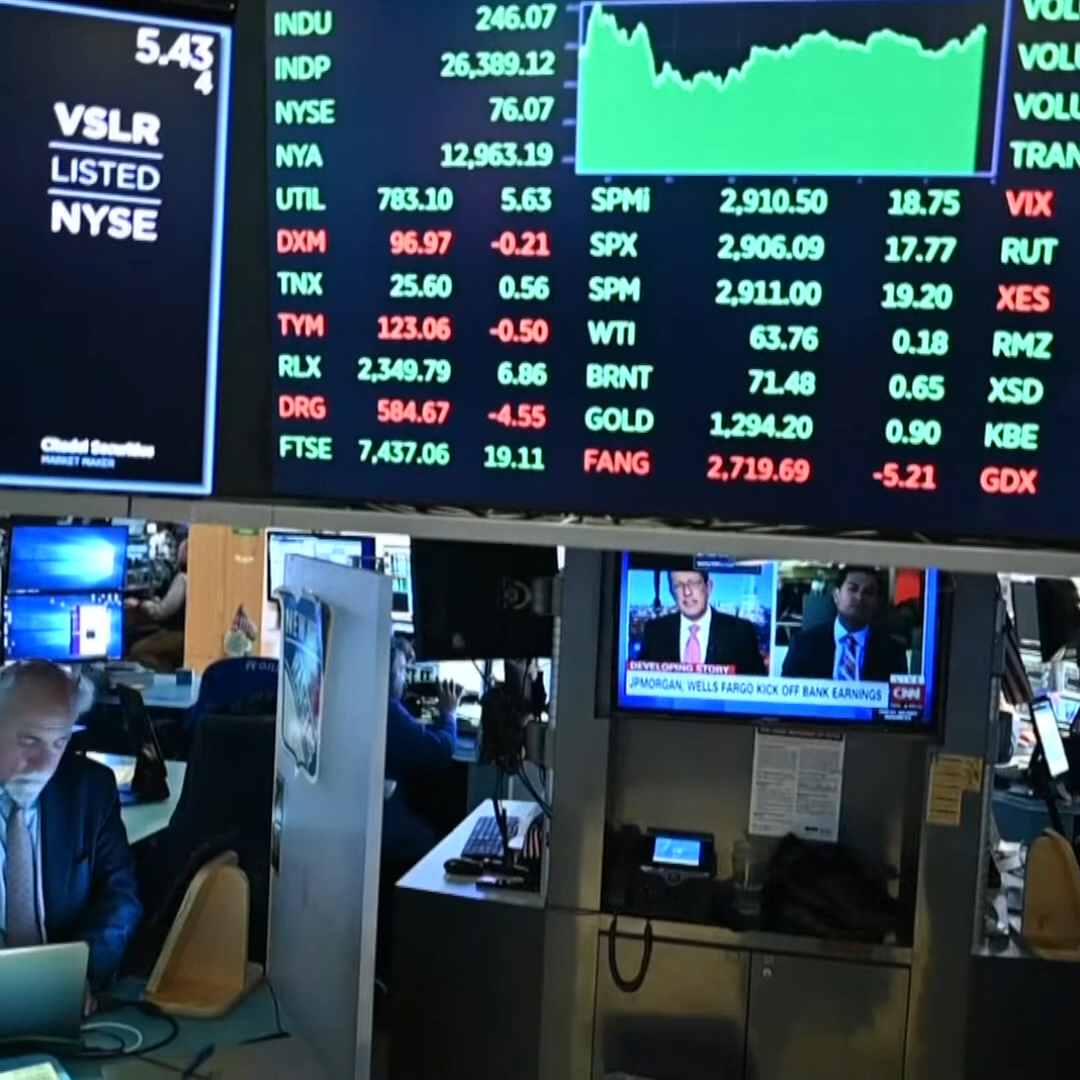 5.43
4
VSLR
LISTED
NYSE
Citadel Securities
MARKET MAKER
INDU 246.07
INDP 26,389.12
NYSE 76.07
NYA 12,963.19
UTIL 783.10 5.63
DXM 96.97 -0.21
TNX 25.60 0.56
TYM 123.06 -0.50
RLX 2,349.79 6.86
DRG 584.67 -4.55
FTSE 7,437.06 19.11
SPMi 2,910.50 18.75
SPX 2,906.09 17.77
SPM 2,911.00 19.20
WTI 63.76 0.18
BRNT 71.48 0.65
GOLD 1,294.20 0.90
FANG 2,719.69 -5.21
VOLU
VOLU
TRAN
VIX
RUT
XES
RMZ
XSD
KBE
GDX
NEW
DEVELOPING STORY
JPMORGAN, WELLS FARGO KICK OFF BANK EARNINGS
LIVE
CNN